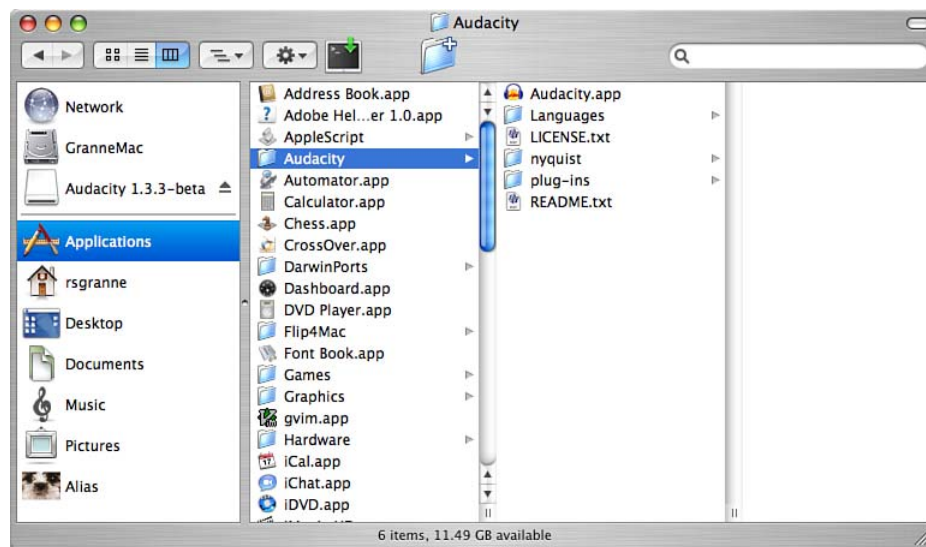 Audacity
Network
GranneMac
Audacity 1.3.3-beta
Applications
rsgranne
Desktop
Documents
Music
Pictures
Alias
Address Book.app
Adobe Hel...er 1.0.app
AppleScript
Audacity
Automator.app
Calculator.app
Chess.app
CrossOver.app
DarwinPorts
Dashboard.app
DVD Player.app
Flip4Mac
Font Book.app
Games
Graphics
gvim.app
Hardware
iCal.app
iChat.app
iDVD.app
Audacity.app
Languages
LICENSE.txt
nyquist
plug-ins
README.txt
6 items, 11.49 GB available